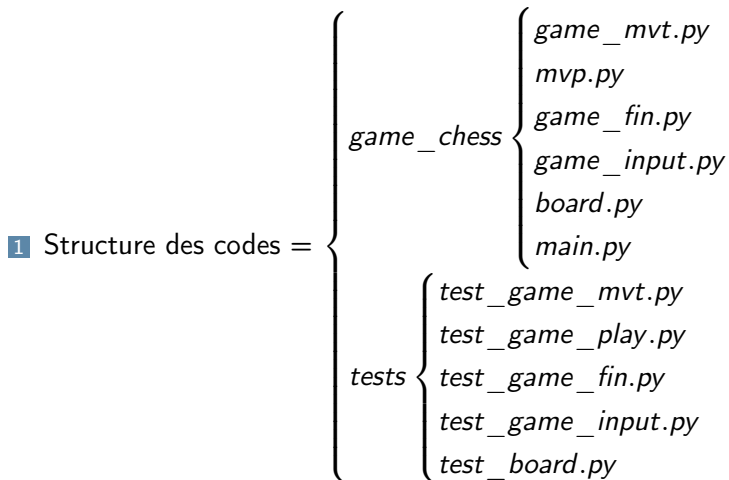 1 Structure des codes =
game_chess
game_mvt.py
mvp.py
game_fin.py
game_input.py
board.py
main.py
tests
test_game_mvt.py
test_game_play.py
test_game_fin.py
test_game_input.py
test_board.py